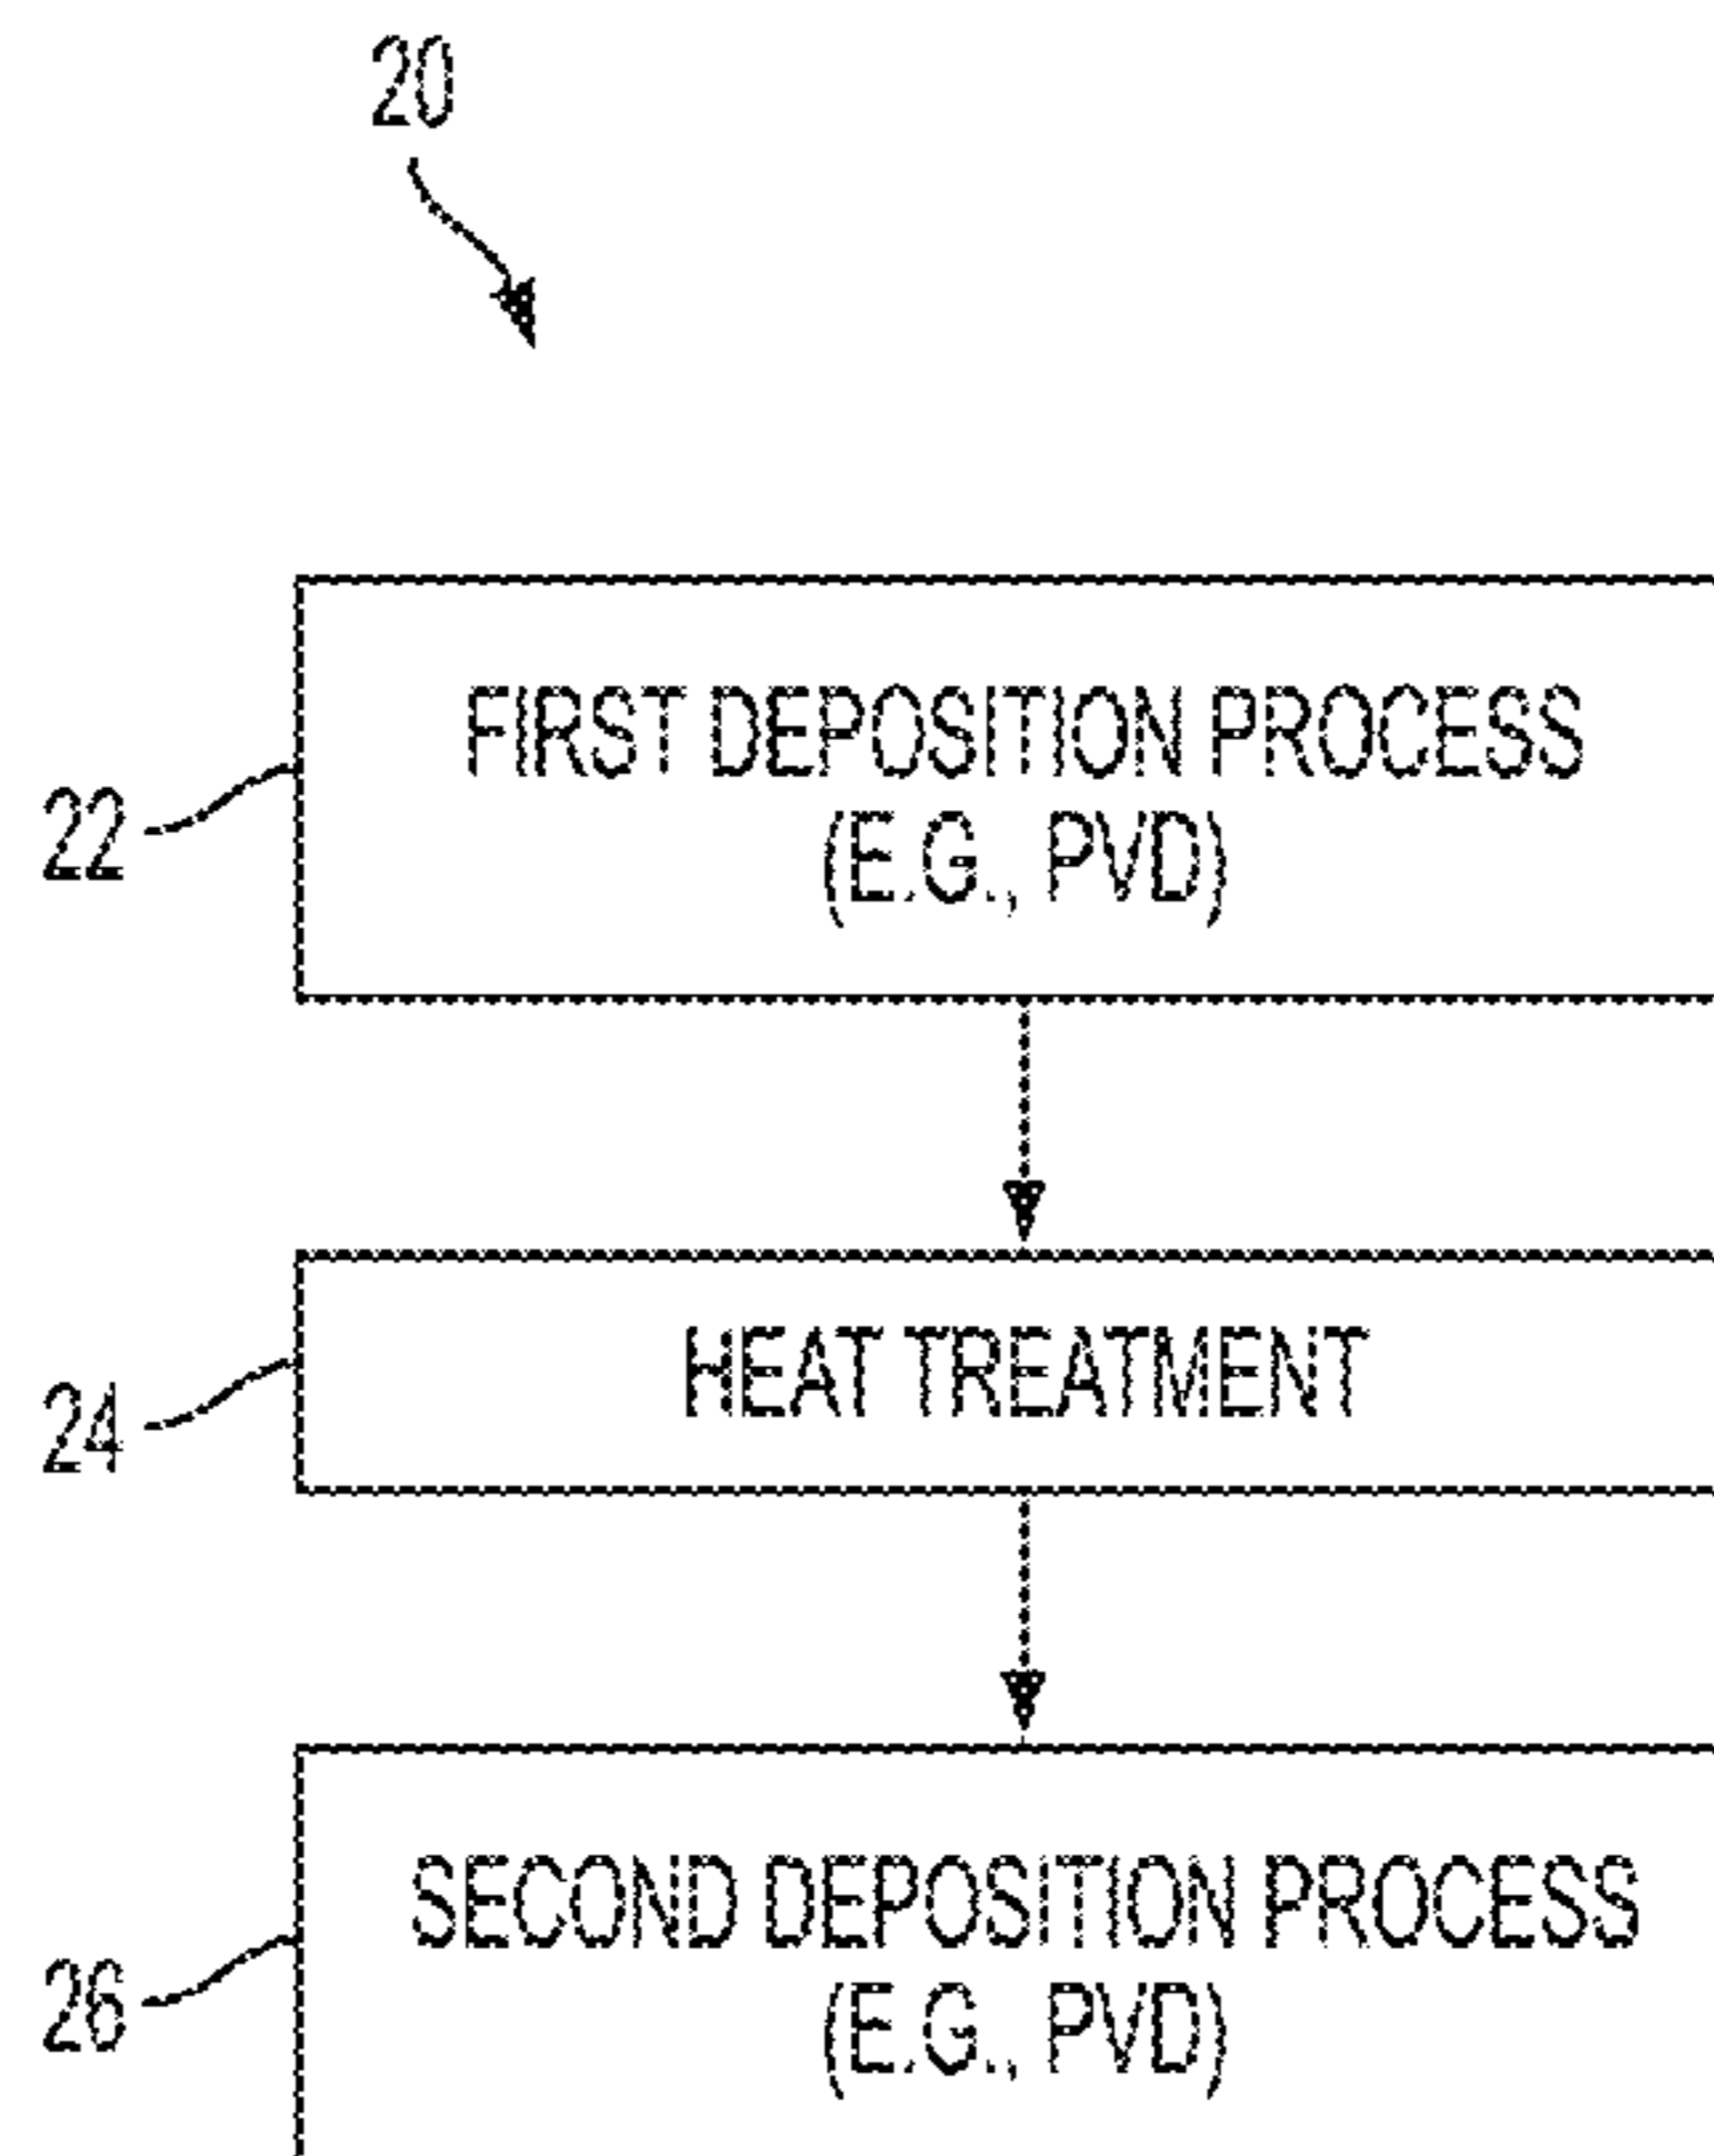 20
22
FIRST DEPOSITION PROCESS
(E.G., PVD)
24
HEAT TREATMENT
26
SECOND DEPOSITION PROCESS
(E.G., PVD)